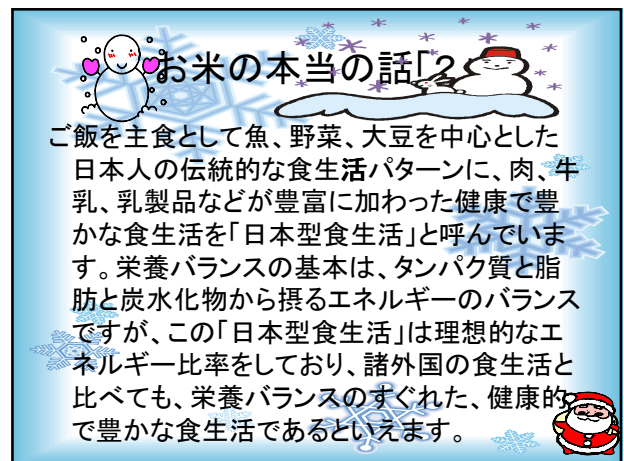 お米の本当の話「2
ご飯を主食として魚、野菜、大豆を中心とした
日本人の伝統的な食生活パターンに、肉、牛
乳、乳製品などが豊富に加わった健康で豊
かな食生活を「日本型食生活」と呼んでいま
す。栄養バランスの基本は、タンパク質と脂
肪と炭水化物から摂るエネルギーのバランス
ですが、この「日本型食生活」は理想的なエ
ネルギー比率をしており、諸外国の食生活と
比べても、栄養バランスのすぐれた、健康的
で豊かな食生活であるといえます。